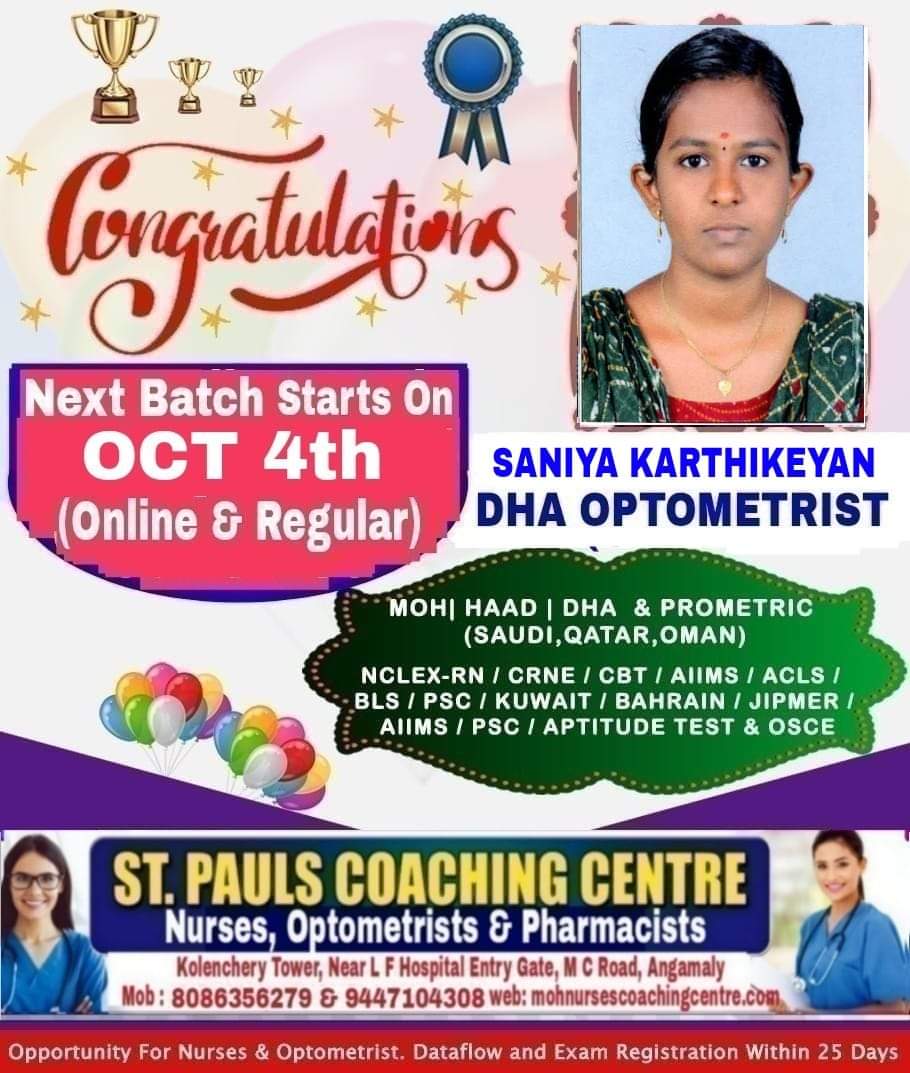 Congratulations
Next Batch Starts On
OCT 4th
(Online & Regular)
SANIYA KARTHIKEYAN
DHA OPTOMETRIST
MOH| HAAD | DHA & PROMETRIC
(SAUDI,QATAR,OMAN)
NCLEX-RN / CRNE / CBT / AIIMS / ACLS /
BLS / PSC / KUWAIT / BAHRAIN / JIPMER /
AIIMS / PSC / APTITUDE TEST & OSCE
ST. PAULS COACHING CENTRE
Nurses, Optometrists & Pharmacists
Kolenchery Tower, Near L F Hospital Entry Gate, M C Road, Angamaly
Mob : 8086356279 & 9447104308 web: mohnursescoachingcentre.com
Opportunity For Nurses & Optometrist. Dataflow and Exam Registration Within 25 Days